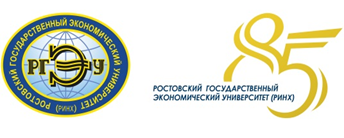 РОСТОВСКИЙ ГОСУДАРСТВЕННЫЙ ЭКОНОМИЧЕСКИЙ УНИВЕРСИТЕТ
(РИНХ)
РГЭУ
85
РОСТОВСКИЙ ГОСУДАРСТВЕННЫЙ
ЭКОНОМИЧЕСКИЙ УНИВЕРСИТЕТ (РИНХ)